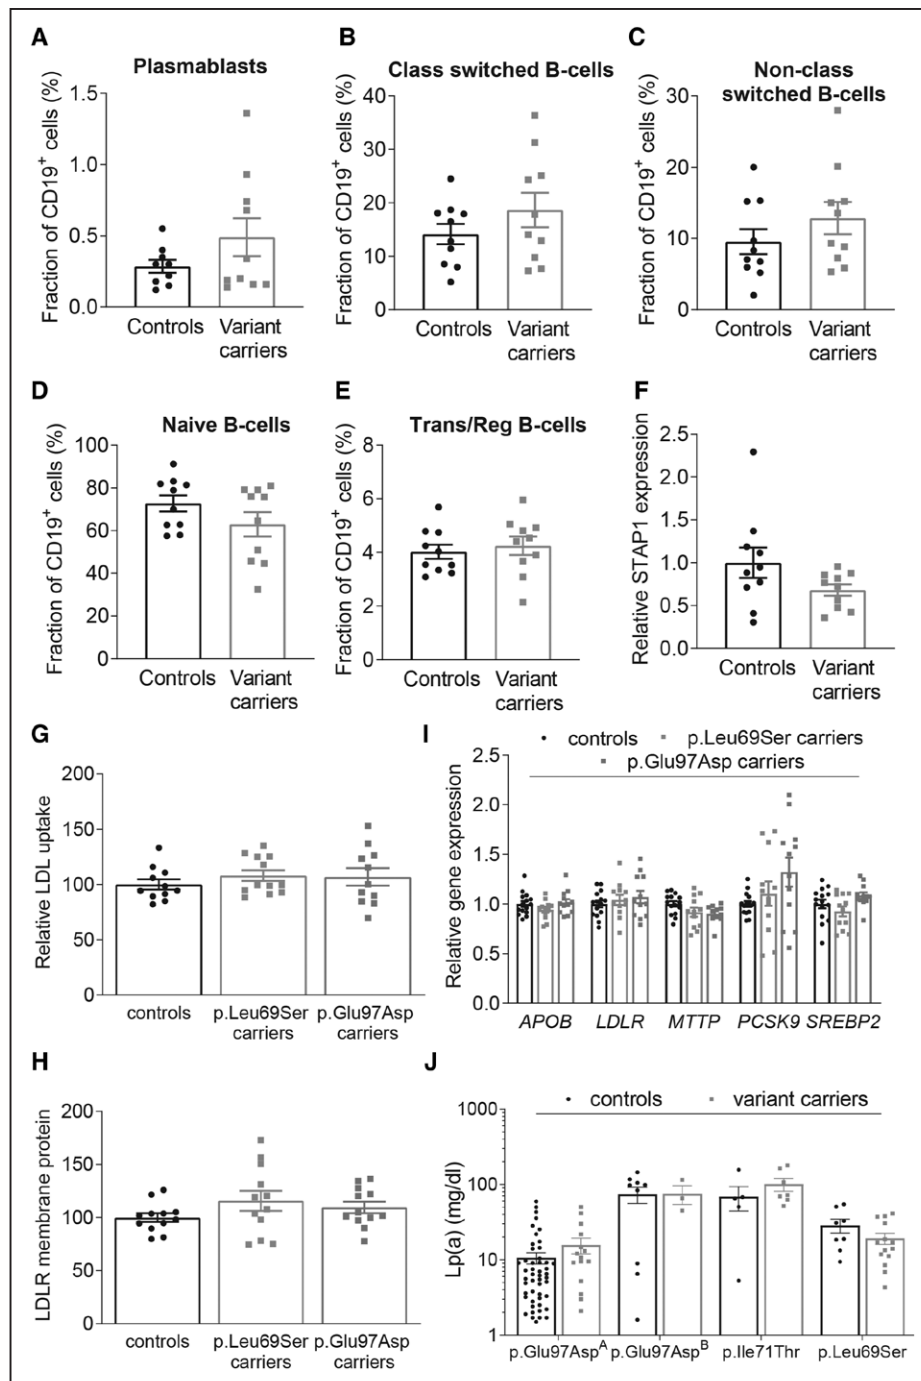 A
Plasmablasts
Fraction of CD19+ cells (%)
1.5
1.0
0.5
0.0
Controls
Variant
carriers
B
Class switched B-cells
Fraction of CD19+ cells (%)
40
30
20
10
0
Controls
Variant
carriers
C
Non-class
switched B-cells
Fraction of CD19+ cells (%)
30
20
10
0
Controls
Variant
carriers
D
Naive B-cells
Fraction of CD19+ cells (%)
100
80
60
40
20
0
Controls
Variant
carriers
E
Trans/Reg B-cells
Fraction of CD19+ cells (%)
8
6
4
2
0
Controls
Variant
carriers
F
Relative STAP1 expression
2.5
2.0
1.5
1.0
0.5
0.0
Controls
Variant
carriers
G
Relative LDL uptake
200
150
100
50
0
controls
p.Leu69Ser
carriers
p.Glu97Asp
carriers
I
controls
p.Leu69Ser carriers
p.Glu97Asp carriers
Relative gene expression
2.5
2.0
1.5
1.0
0.5
0.0
APOB
LDLR
MTTP
PCSK9
SREBP2
H
LDLR membrane protein
200
150
100
50
0
controls
p.Leu69Ser
carriers
p.Glu97Asp
carriers
J
controls
variant carriers
Lp(a) (mg/dl)
1000
100
10
1
p.Glu97Asp^A
p.Glu97Asp^B
p.Ile71Thr
p.Leu69Ser